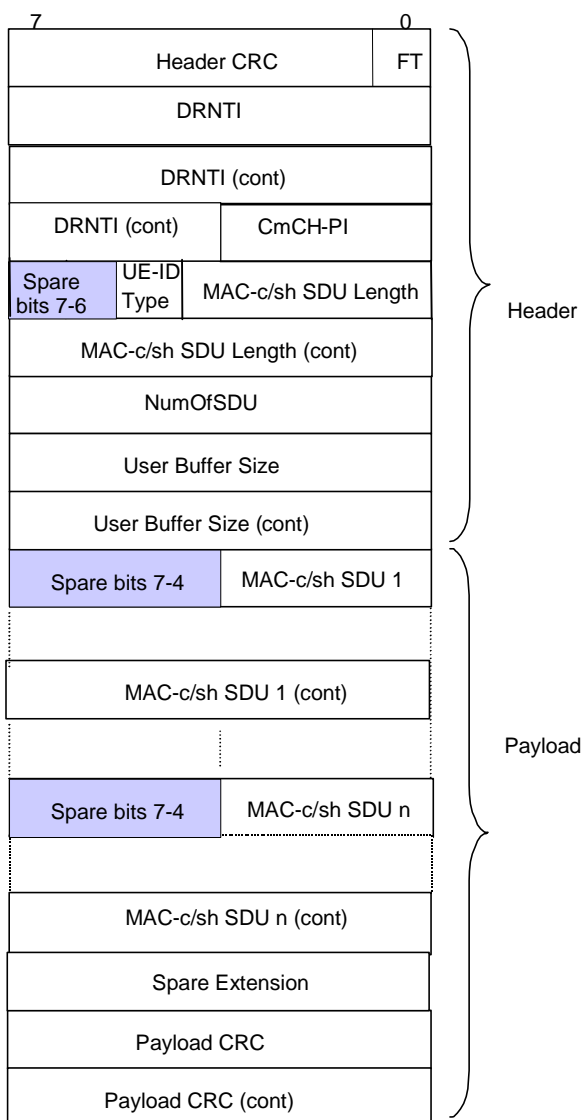 7 0
Header CRC FT
DRNTI
DRNTI (cont)
DRNTI (cont) CmCH-PI
Spare bits 7-6 UE-ID Type MAC-c/sh SDU Length
Header
MAC-c/sh SDU Length (cont)
NumOfSDU
User Buffer Size
User Buffer Size (cont)
Spare bits 7-4 MAC-c/sh SDU 1
MAC-c/sh SDU 1 (cont)
Payload
Spare bits 7-4 MAC-c/sh SDU n
MAC-c/sh SDU n (cont)
Spare Extension
Payload CRC
Payload CRC (cont)